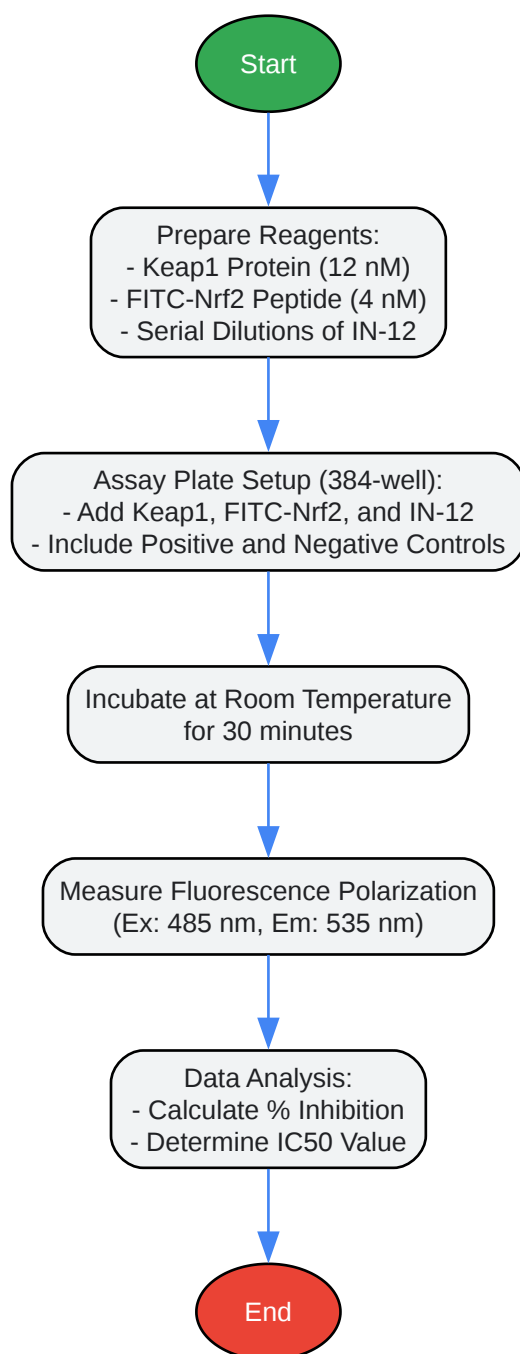 Start
Prepare Reagents:
- Keap1 Protein (12 nM)
- FITC-Nrf2 Peptide (4 nM)
- Serial Dilutions of IN-12
Assay Plate Setup (384-well):
- Add Keap1, FITC-Nrf2, and IN-12
- Include Positive and Negative Controls
Incubate at Room Temperature
for 30 minutes
Measure Fluorescence Polarization
(Ex: 485 nm, Em: 535 nm)
Data Analysis:
- Calculate % Inhibition
- Determine IC50 Value
End